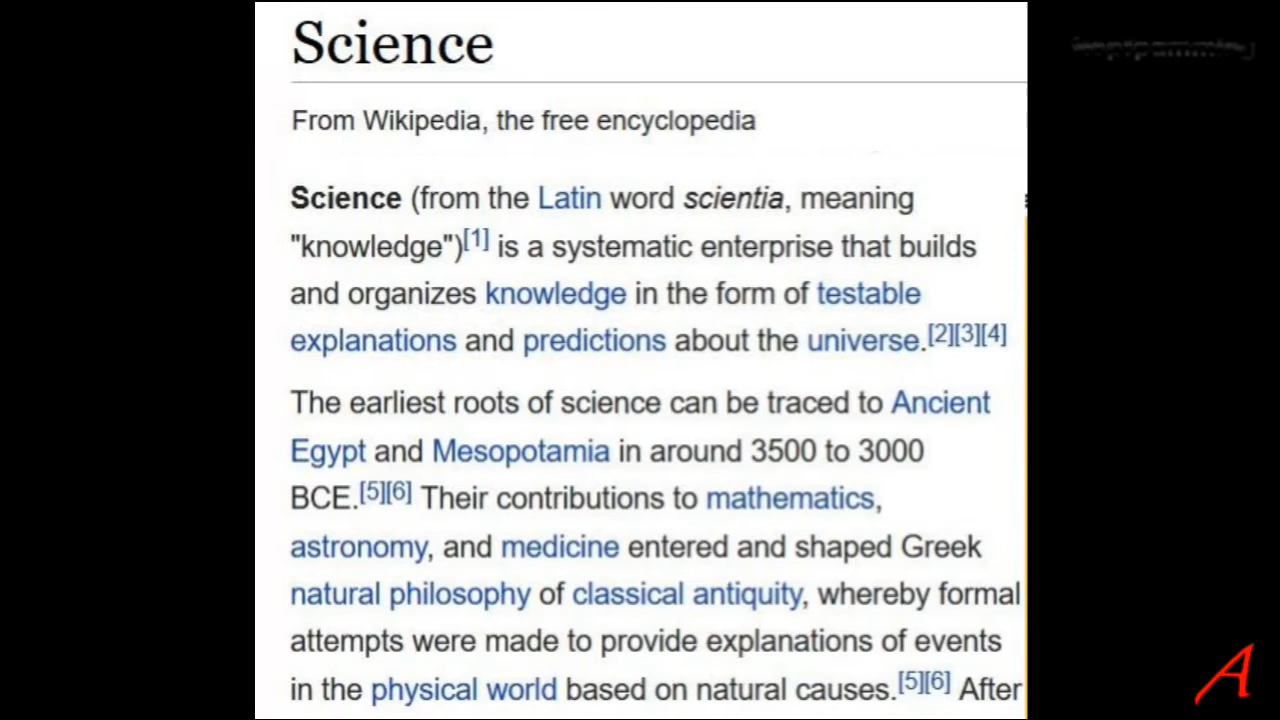 Science
From Wikipedia, the free encyclopedia
Science (from the Latin word scientia, meaning
"knowledge")[1] is a systematic enterprise that builds
and organizes knowledge in the form of testable
explanations and predictions about the universe.[2][3][4]
The earliest roots of science can be traced to Ancient
Egypt and Mesopotamia in around 3500 to 3000
BCE.[5][6] Their contributions to mathematics,
astronomy, and medicine entered and shaped Greek
natural philosophy of classical antiquity, whereby formal
attempts were made to provide explanations of events
in the physical world based on natural causes.[5][6] After
A